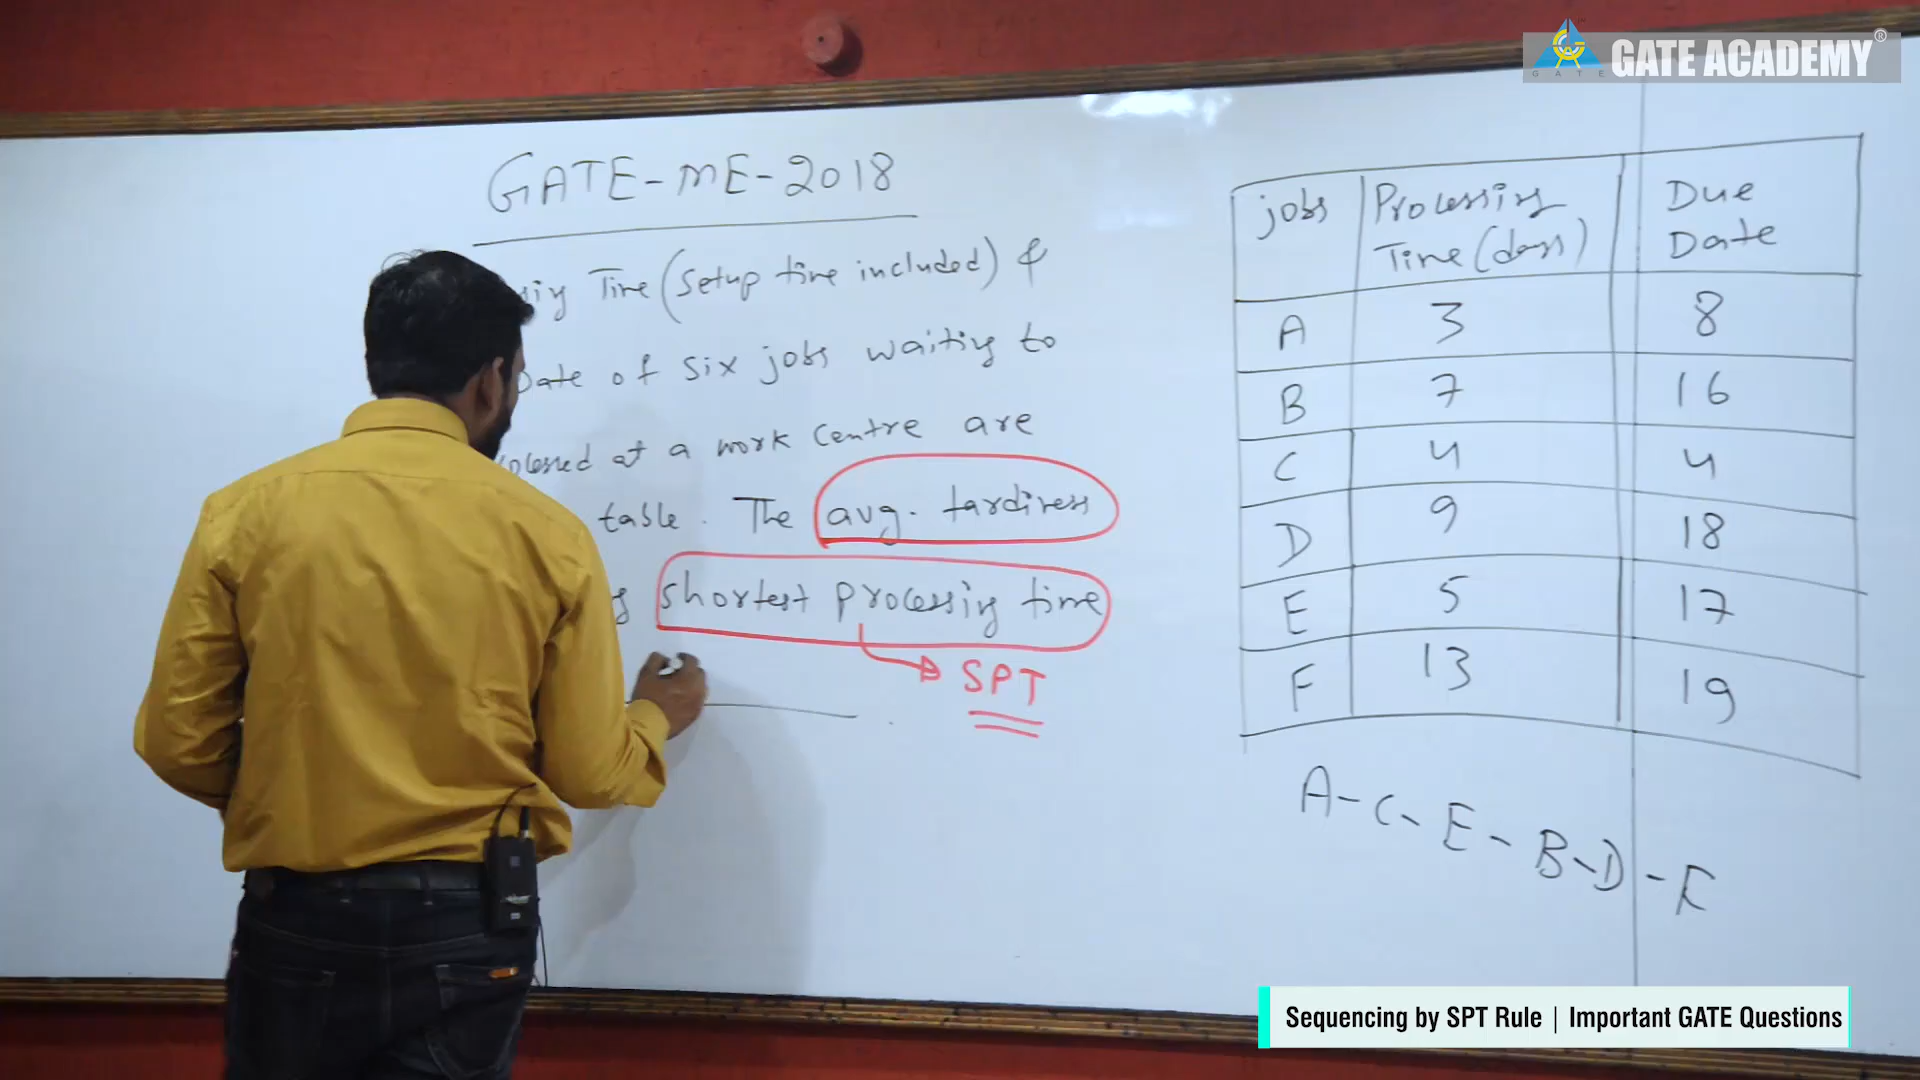 GATE ACADEMY®
GATE
GATE-ME-2018
Time (Setup time included) &
Date of six jobs waiting to
at a work centre are
table. The avg. tardiness
shortest processing time
SPT
jobs Processing Time (days) Due Date
A 3 8
B 7 16
C 4 4
D 9 18
E 5 17
F 13 19
A-C-E-B-D-F
Sequencing by SPT Rule | Important GATE Questions